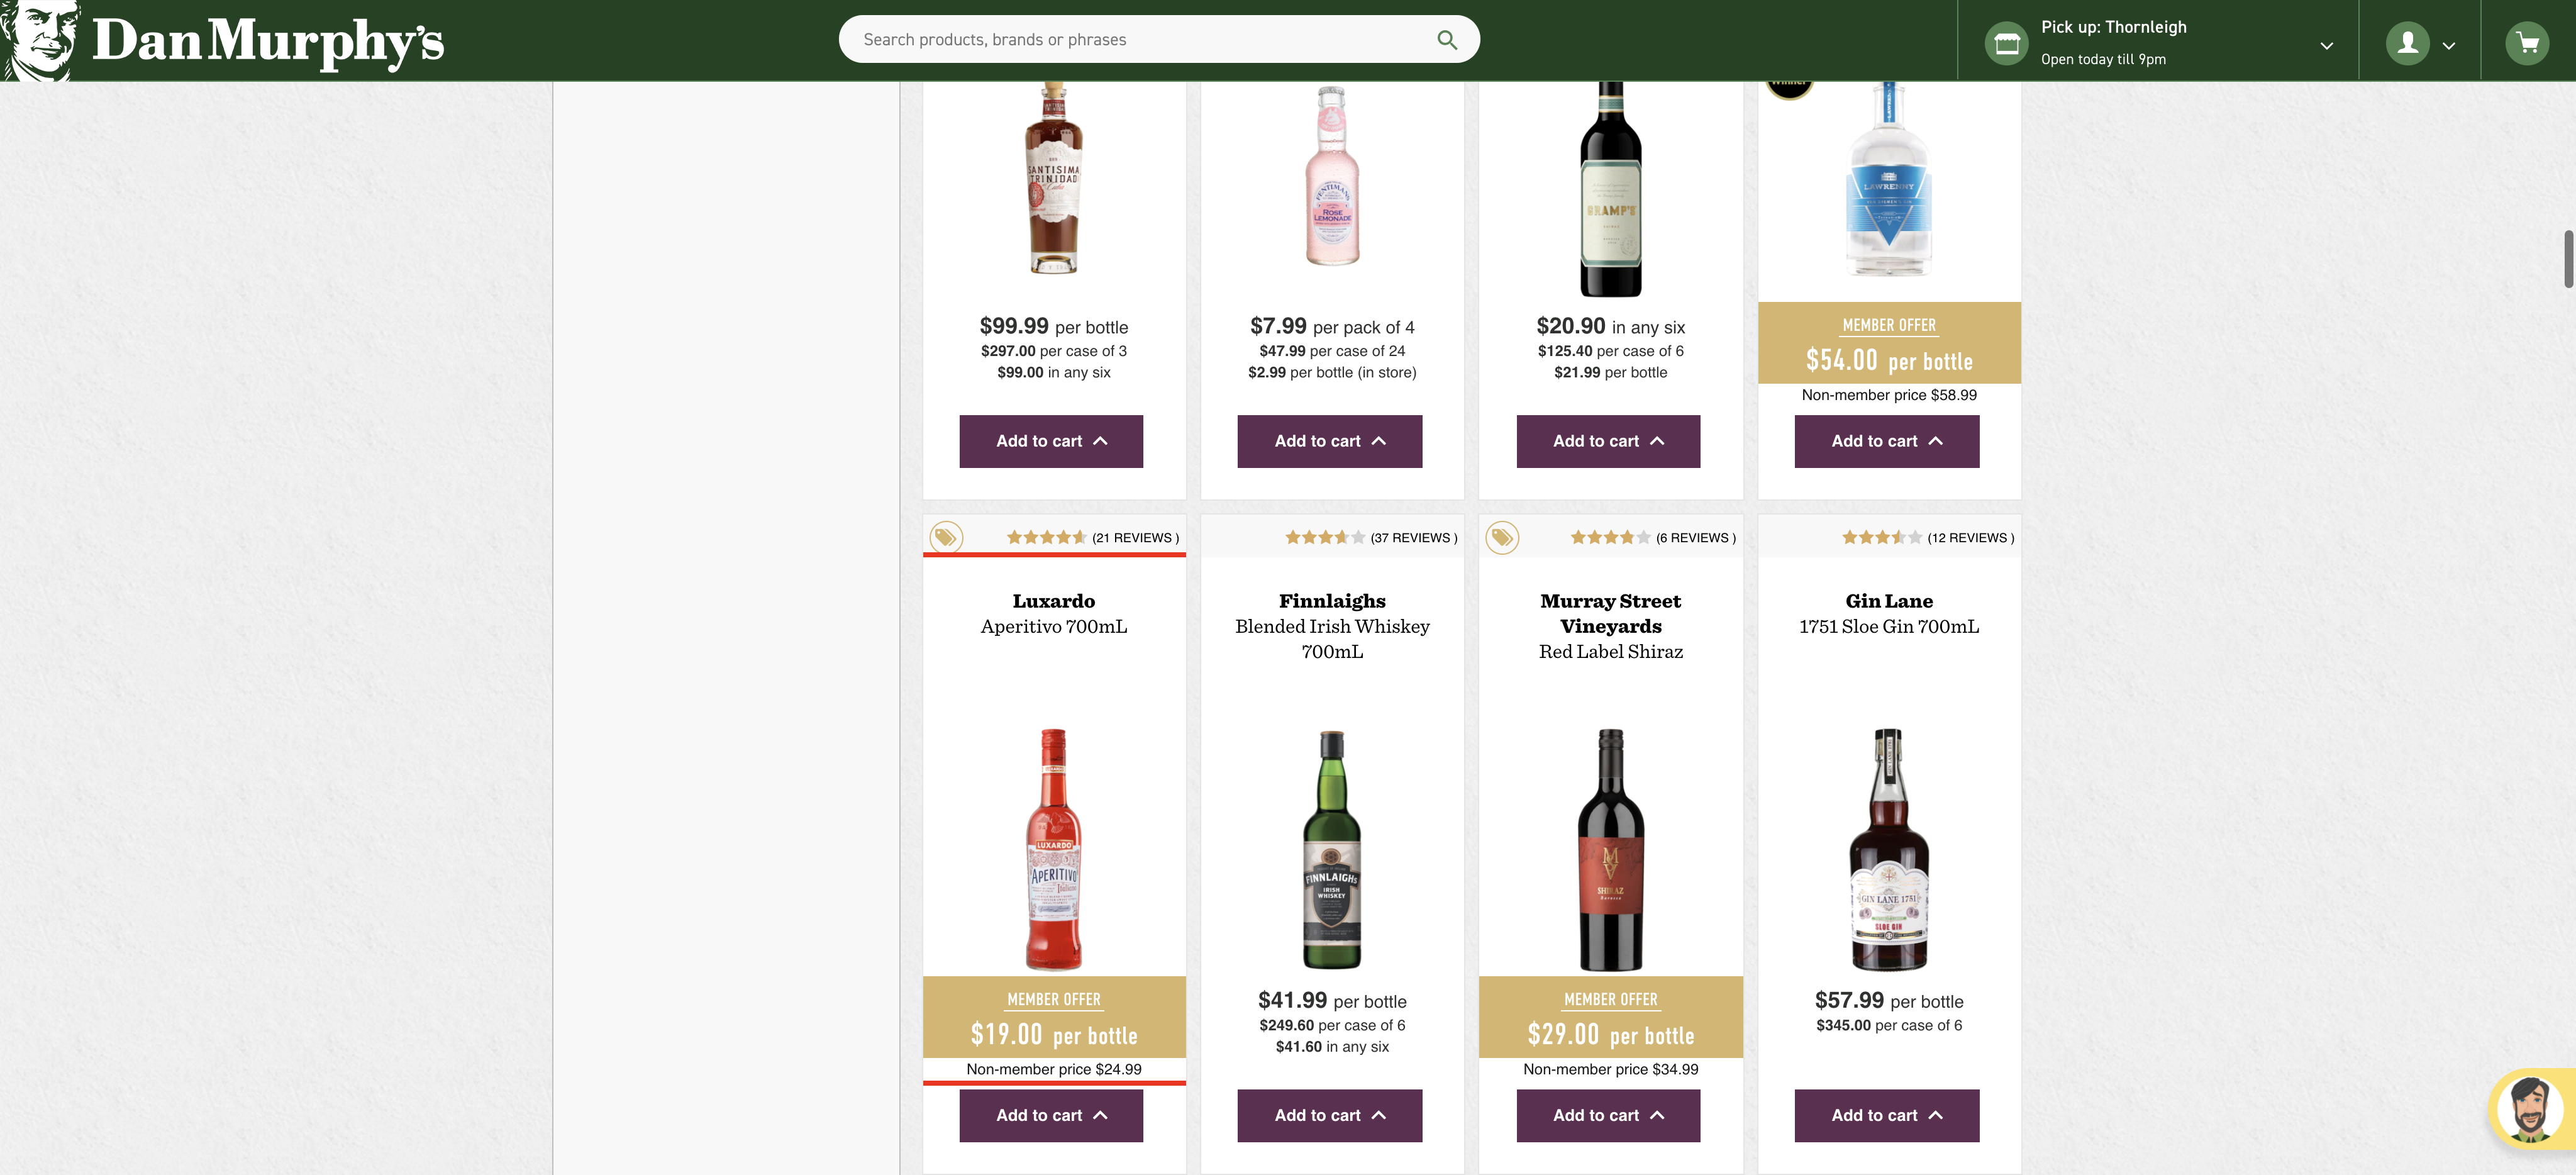 Dan Murphy's
Search products, brands or phrases
Pick up: Thornleigh
Open today till 9pm
SANTISIMA
TRINIDAD
Cuba
FENTIMANS
ROSE
LEMONADE
GRAMP'S
LAWRENNY
$99.99 per bottle
$297.00 per case of 3
$99.00 in any six
Add to cart
$7.99 per pack of 4
$47.99 per case of 24
$2.99 per bottle (in store)
Add to cart
$20.90 in any six
$125.40 per case of 6
$21.99 per bottle
Add to cart
MEMBER OFFER
$54.00 per bottle
Non-member price $58.99
Add to cart
(21 REVIEWS )
Luxardo
Aperitivo 700mL
LUXARDO
APERITIVO
Italiano
MEMBER OFFER
$19.00 per bottle
Non-member price $24.99
Add to cart
(37 REVIEWS )
Finnlaighs
Blended Irish Whiskey
700mL
FINNLAIGHS
IRISH
WHISKEY
$41.99 per bottle
$249.60 per case of 6
$41.60 in any six
Add to cart
(6 REVIEWS )
Murray Street
Vineyards
Red Label Shiraz
MV
SHIRAZ
Barossa
MEMBER OFFER
$29.00 per bottle
Non-member price $34.99
Add to cart
(12 REVIEWS )
Gin Lane
1751 Sloe Gin 700mL
GIN LANE 1751
SLOE GIN
$57.99 per bottle
$345.00 per case of 6
Add to cart